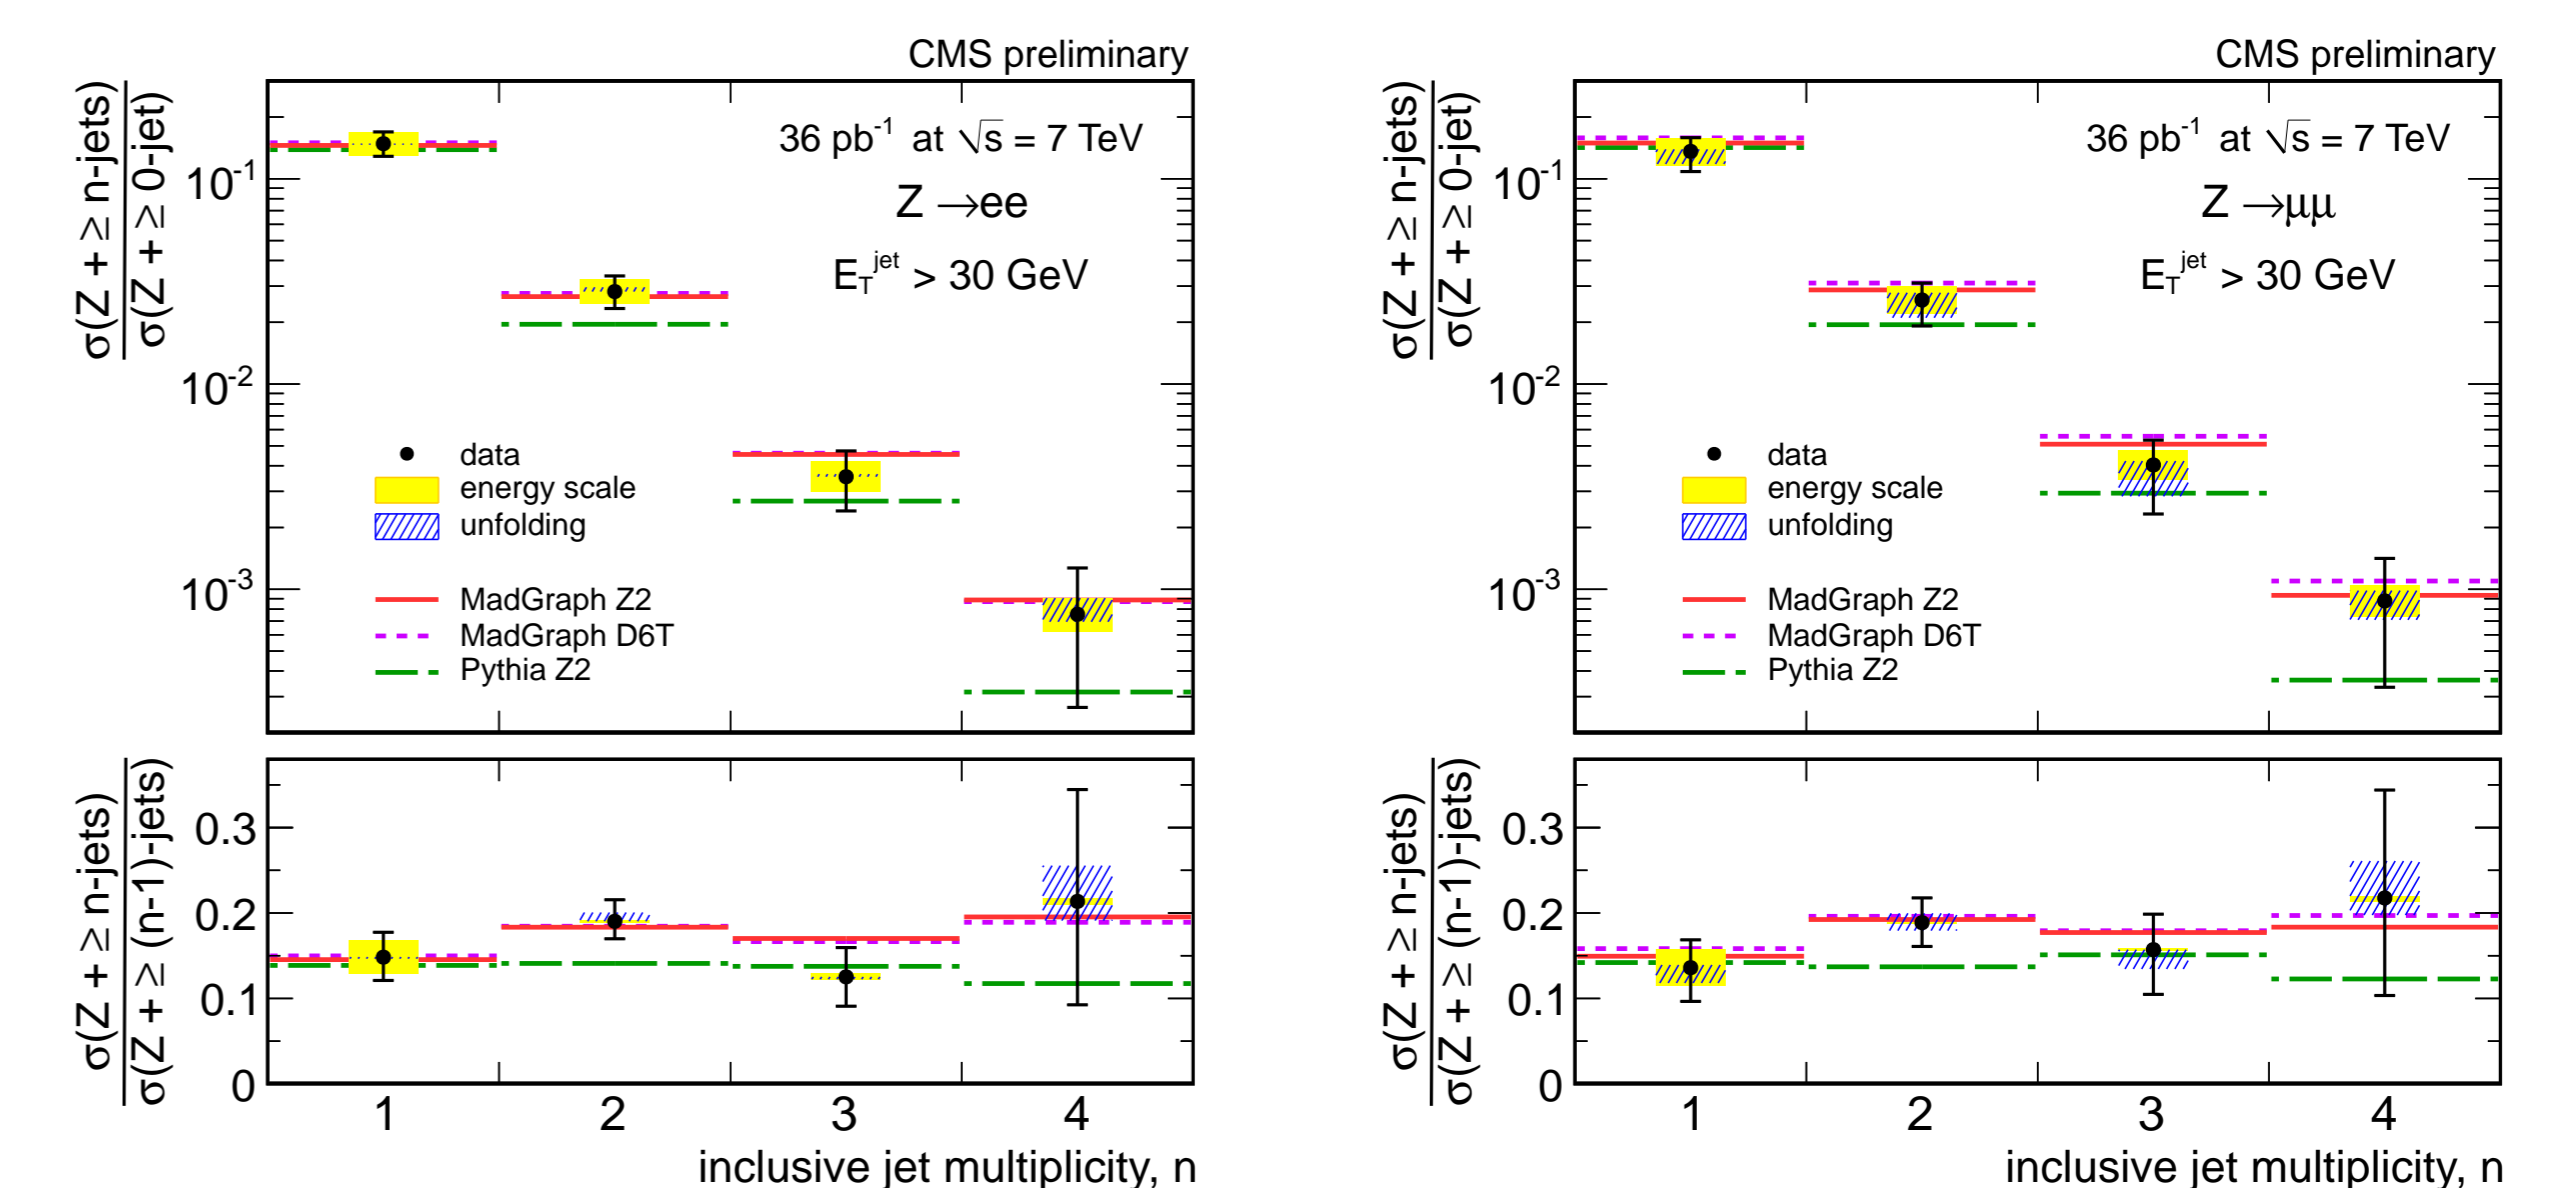 CMS preliminary
σ(Z + ≥ n-jets)
σ(Z + ≥ 0-jet)
36 pb-1 at √s = 7 TeV
Z →ee
ET jet > 30 GeV
10-1
10-2
10-3
data
energy scale
unfolding
MadGraph Z2
MadGraph D6T
Pythia Z2
σ(Z + ≥ n-jets)
σ(Z + ≥ (n-1)-jets)
0.3
0.2
0.1
0
1 2 3 4
inclusive jet multiplicity, n
CMS preliminary
σ(Z + ≥ n-jets)
σ(Z + ≥ 0-jet)
36 pb-1 at √s = 7 TeV
Z →μμ
ET jet > 30 GeV
10-1
10-2
10-3
data
energy scale
unfolding
MadGraph Z2
MadGraph D6T
Pythia Z2
σ(Z + ≥ n-jets)
σ(Z + ≥ (n-1)-jets)
0.3
0.2
0.1
0
1 2 3 4
inclusive jet multiplicity, n